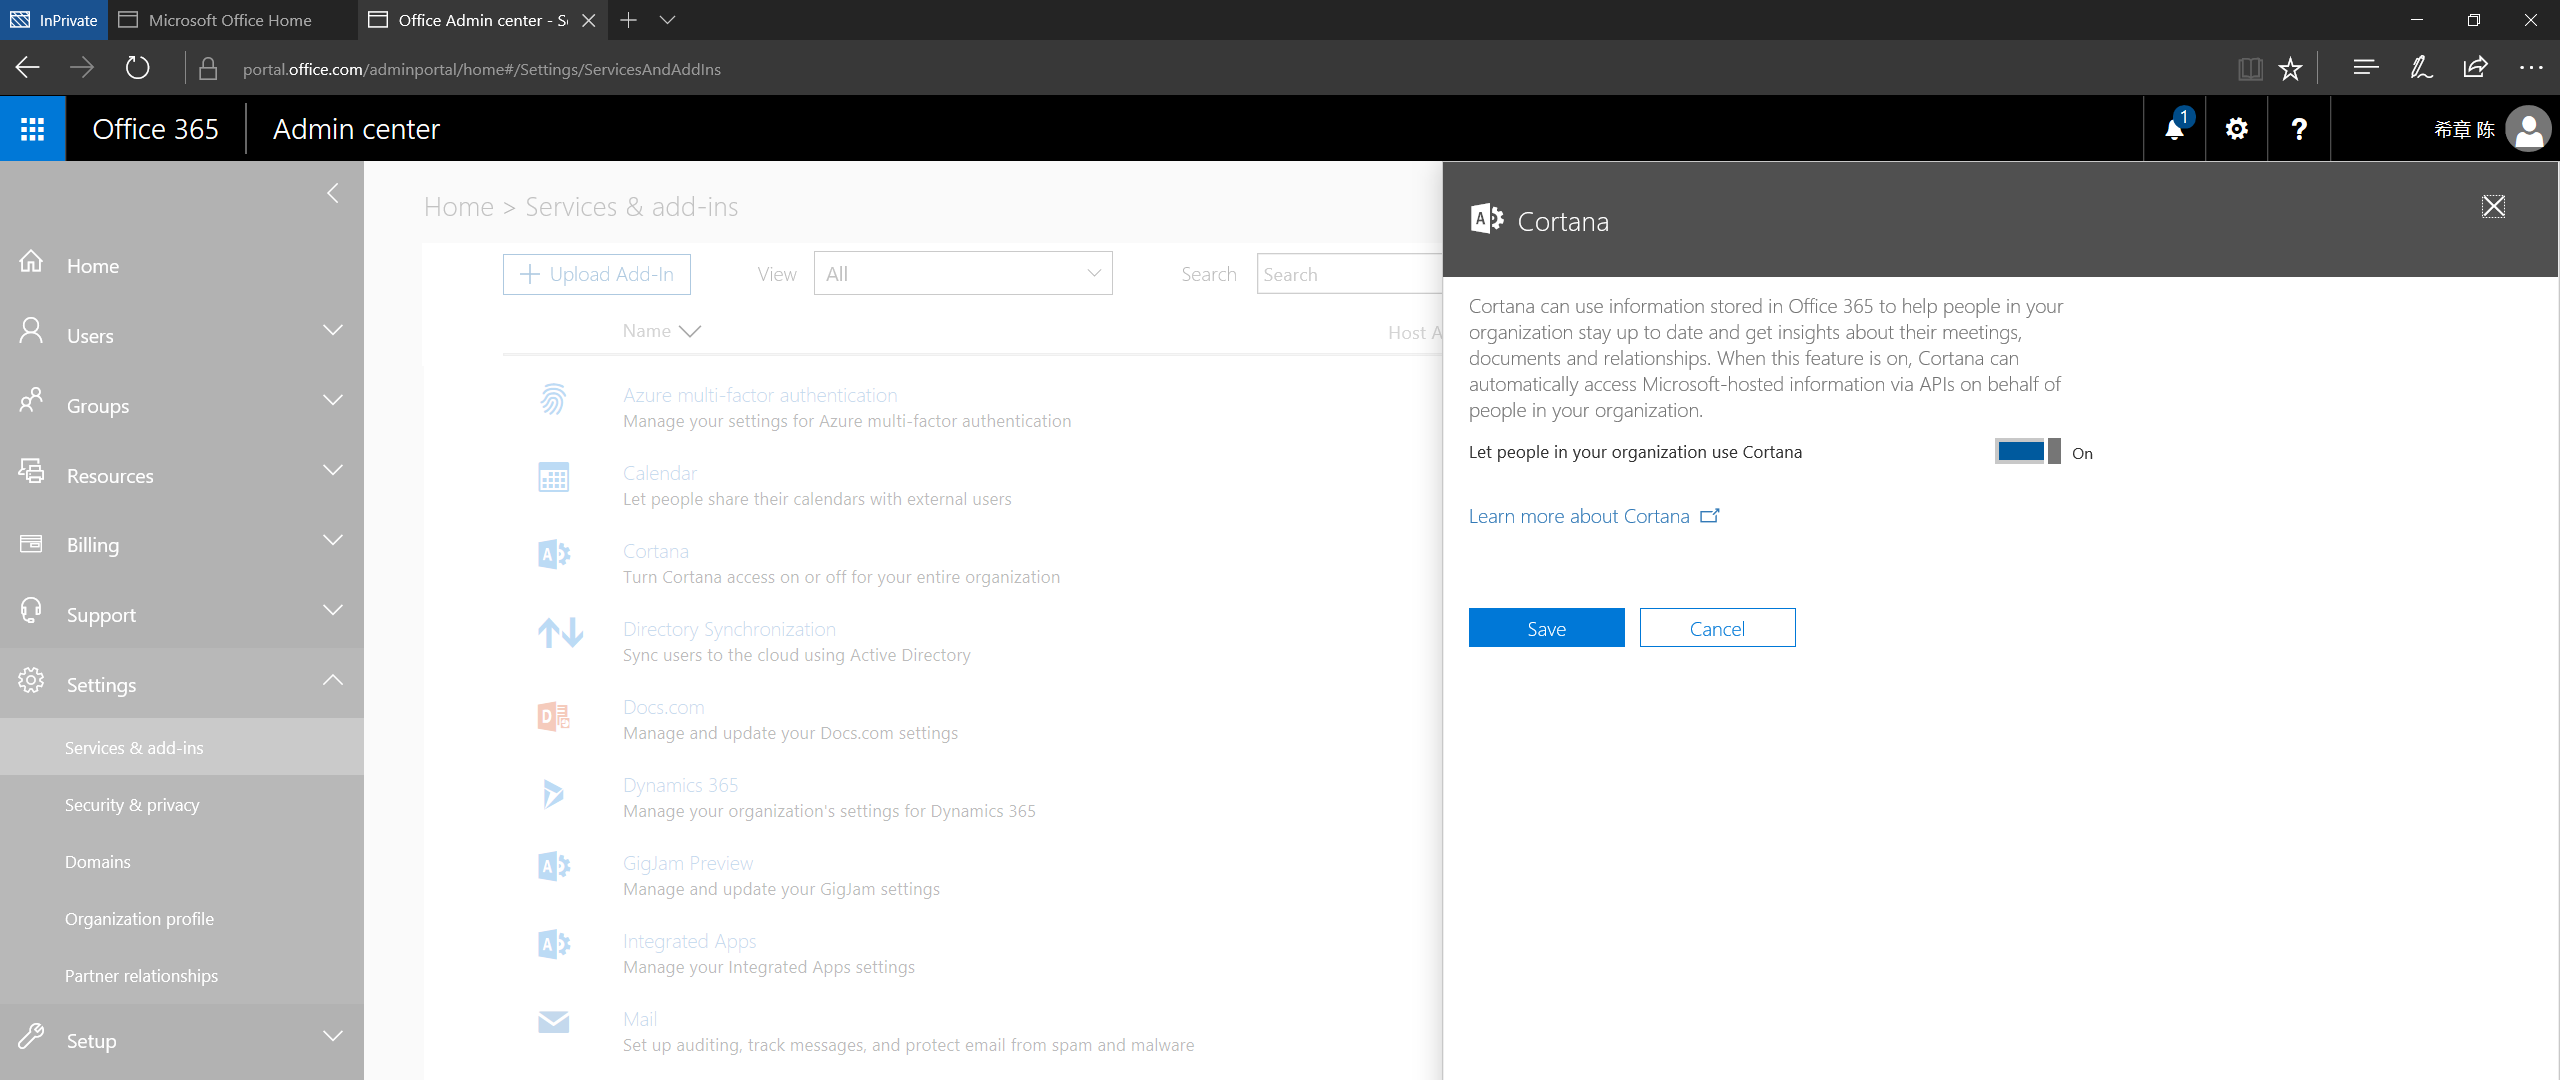 InPrivate
Microsoft Office Home
Office Admin center - S
portal.office.com/adminportal/home#/Settings/ServicesAndAddIns
Office 365
Admin center
1
?
希章 陈
Home
Users
Groups
Resources
Billing
Support
Settings
Services & add-ins
Security & privacy
Domains
Organization profile
Partner relationships
Setup
Home > Services & add-ins
Upload Add-In
View
All
Search
Search
Name
Host A
Azure multi-factor authentication
Manage your settings for Azure multi-factor authentication
Calendar
Let people share their calendars with external users
Cortana
Turn Cortana access on or off for your entire organization
Directory Synchronization
Sync users to the cloud using Active Directory
Docs.com
Manage and update your Docs.com settings
Dynamics 365
Manage your organization's settings for Dynamics 365
GigJam Preview
Manage and update your GigJam settings
Integrated Apps
Manage your Integrated Apps settings
Mail
Set up auditing, track messages, and protect email from spam and malware
Cortana
Cortana can use information stored in Office 365 to help people in your
organization stay up to date and get insights about their meetings,
documents and relationships. When this feature is on, Cortana can
automatically access Microsoft-hosted information via APIs on behalf of
people in your organization.
Let people in your organization use Cortana
On
Learn more about Cortana
Save
Cancel